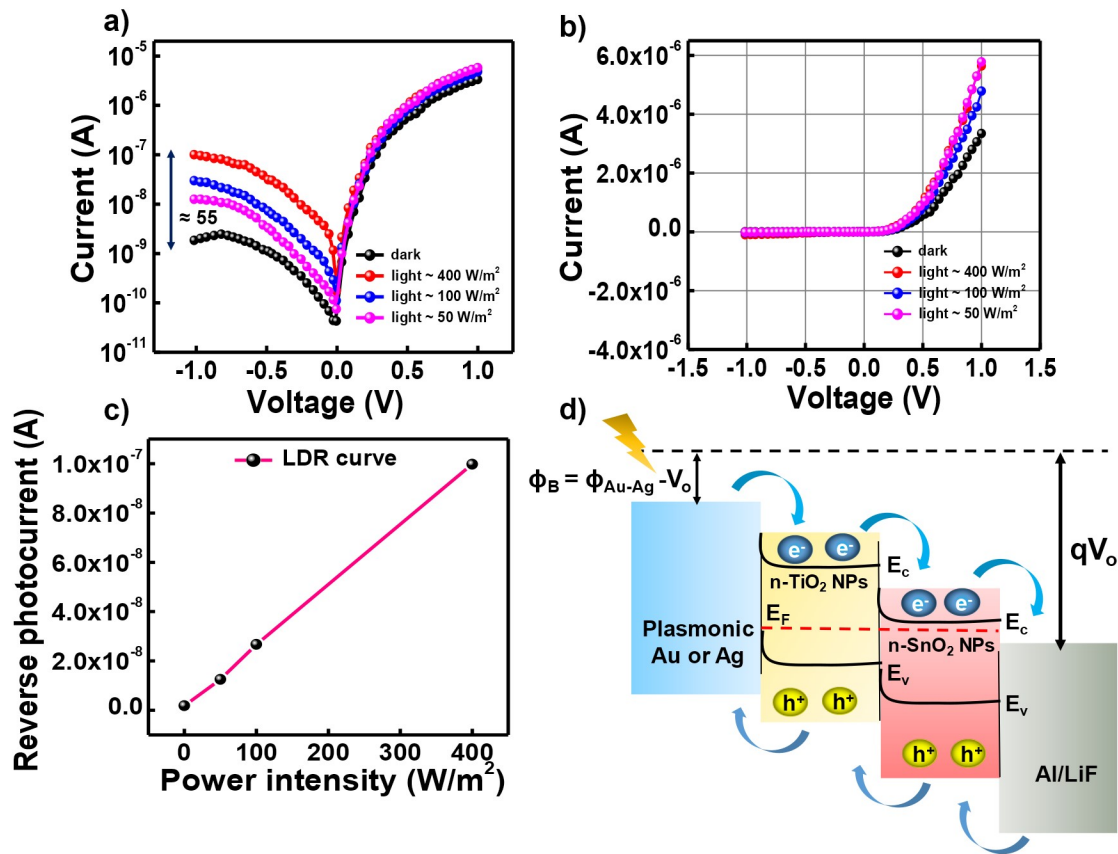 a)
Current (A)
10⁻⁵
10⁻⁶
10⁻⁷
10⁻⁸
10⁻⁹
10⁻¹⁰
10⁻¹¹
≈ 55
dark
light ~ 400 W/m²
light ~ 100 W/m²
light ~ 50 W/m²
-1.0 -0.5 0.0 0.5 1.0
Voltage (V)
b)
Current (A)
6.0x10⁻⁶
4.0x10⁻⁶
2.0x10⁻⁶
0.0
-2.0x10⁻⁶
-4.0x10⁻⁶
dark
light ~ 400 W/m²
light ~ 100 W/m²
light ~ 50 W/m²
-1.5 -1.0 -0.5 0.0 0.5 1.0 1.5
Voltage (V)
c)
Reverse photocurrent (A)
1.0x10⁻⁷
8.0x10⁻⁸
6.0x10⁻⁸
4.0x10⁻⁸
2.0x10⁻⁸
0.0
LDR curve
0 100 200 300 400
Power intensity (W/m²)
d)
ϕB = ϕAu-Ag -Vo
qVo
e⁻ e⁻
Ec
n-TiO₂ NPs
e⁻ e⁻
EF
Ec
Plasmonic
Au or Ag
n-SnO₂ NPs
Ev
h⁺ h⁺
Ev
h⁺ h⁺
Al/LiF